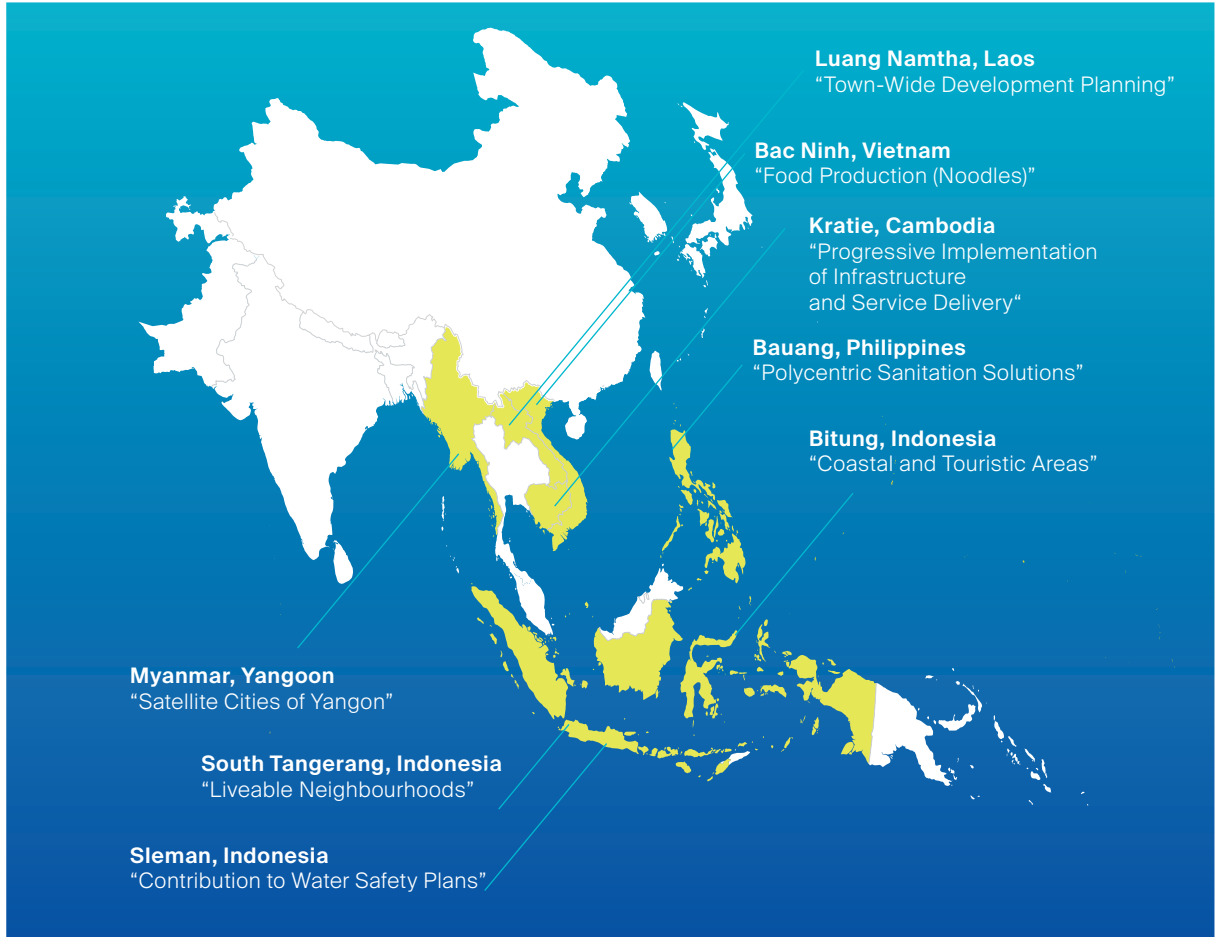 Luang Namtha, Laos
“Town-Wide Development Planning”
Bac Ninh, Vietnam
“Food Production (Noodles)”
Kratie, Cambodia
“Progressive Implementation
of Infrastructure
and Service Delivery“
Bauang, Philippines
“Polycentric Sanitation Solutions”
Bitung, Indonesia
“Coastal and Touristic Areas”
Myanmar, Yangoon
“Satellite Cities of Yangon”
South Tangerang, Indonesia
“Liveable Neighbourhoods”
Sleman, Indonesia
“Contribution to Water Safety Plans”